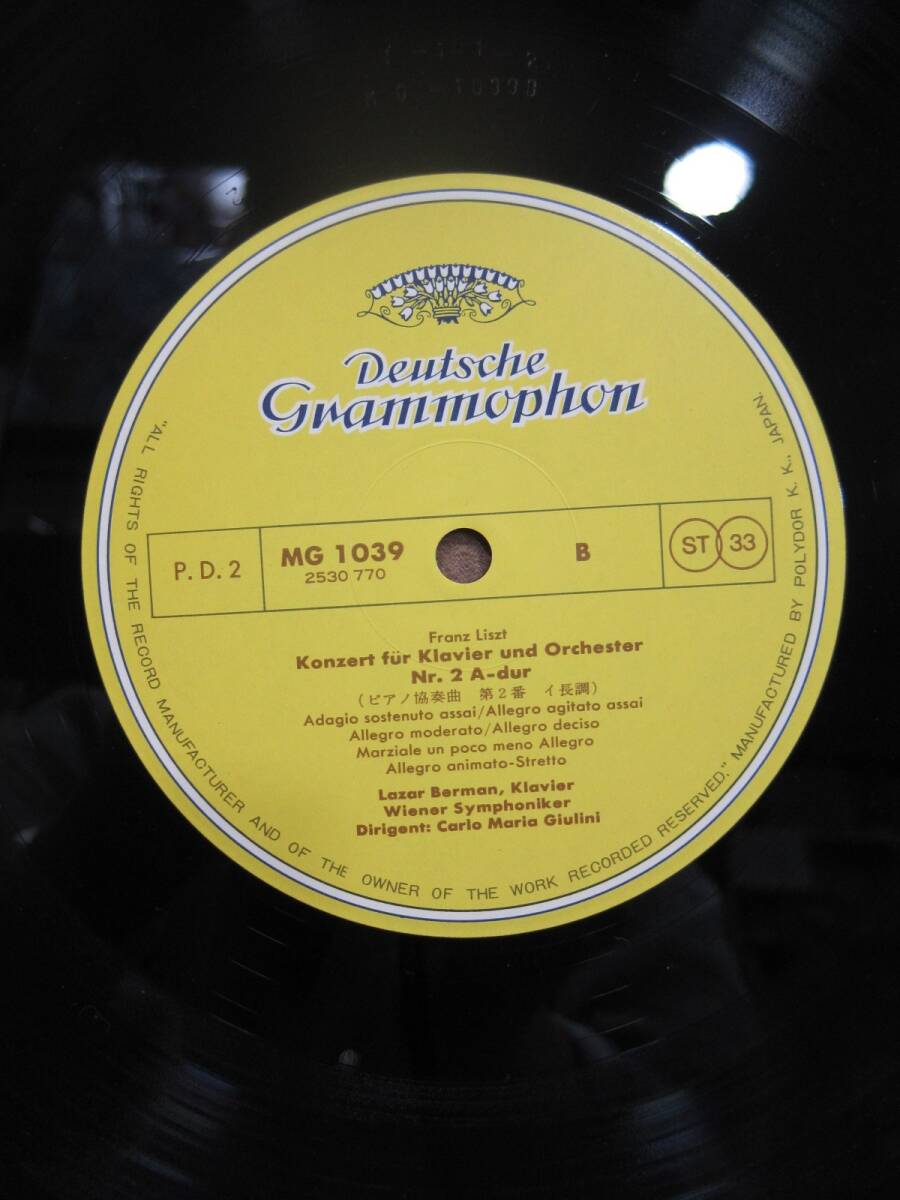 Deutsche
Grammophon
P.D.2
MG 1039
2530 770
B
ST 33
Franz Liszt
Konzert für Klavier und Orchester
Nr. 2 A-dur
(ピアノ協奏曲 第2番 イ長調)
Adagio sostenuto assai/Allegro agitato assai
Allegro moderato/Allegro deciso
Marziale un poco meno Allegro
Allegro animato-Stretto
Lazar Berman, Klavier
Wiener Symphoniker
Dirigent: Carlo Maria Giulini
"ALL RIGHTS OF THE RECORD MANUFACTURER AND OF THE OWNER OF THE WORK RECORDED RESERVED." MANUFACTURED BY POLYDOR K. K., JAPAN.